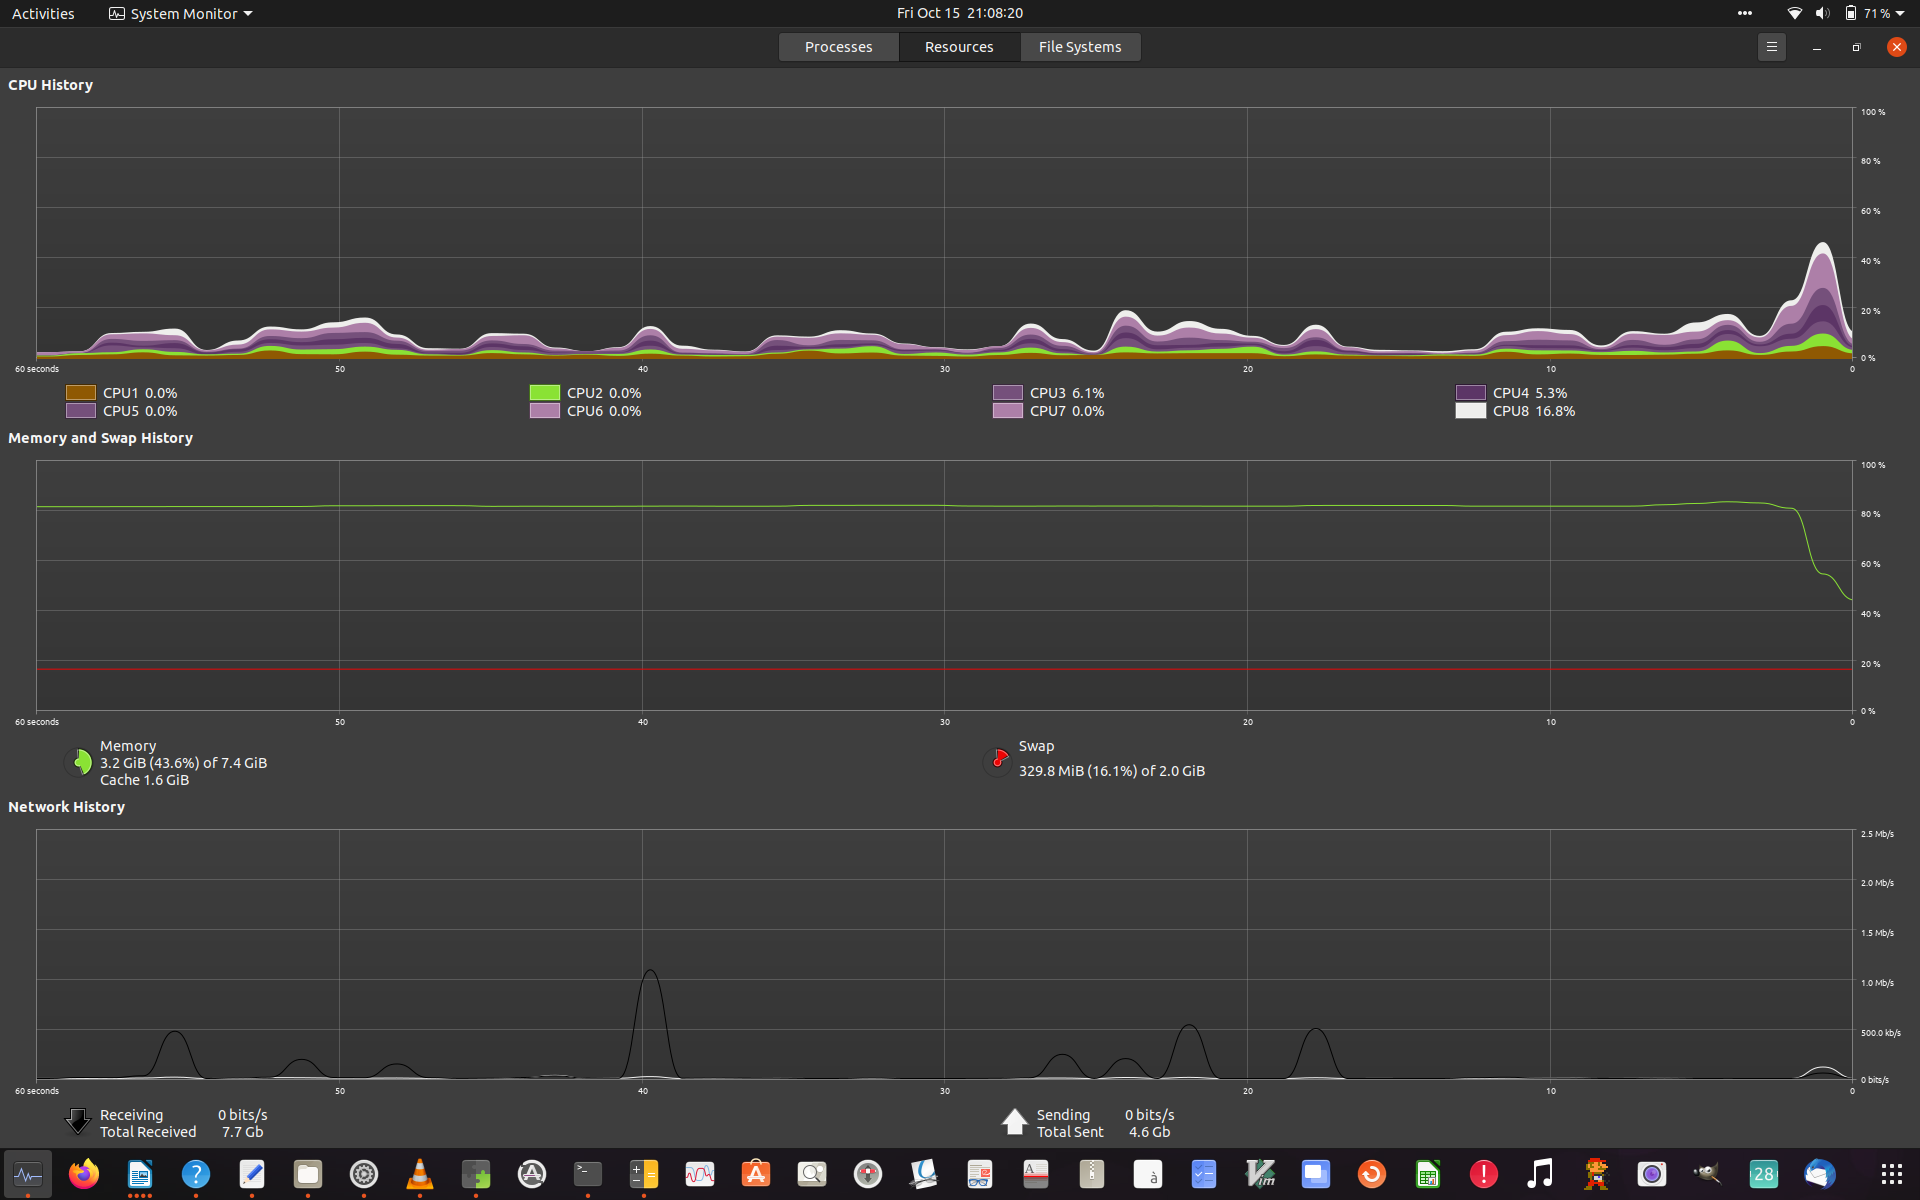 Activities
System Monitor
Fri Oct 15 21:08:20
71 %
Processes
Resources
File Systems
CPU History
100 %
80 %
60 %
40 %
20 %
0 %
60 seconds
50
40
30
20
10
0
CPU1 0.0%
CPU2 0.0%
CPU3 6.1%
CPU4 5.3%
CPU5 0.0%
CPU6 0.0%
CPU7 0.0%
CPU8 16.8%
Memory and Swap History
100 %
80 %
60 %
40 %
20 %
0 %
60 seconds
50
40
30
20
10
0
Memory
3.2 GiB (43.6%) of 7.4 GiB
Cache 1.6 GiB
Swap
329.8 MiB (16.1%) of 2.0 GiB
Network History
2.5 Mb/s
2.0 Mb/s
1.5 Mb/s
1.0 Mb/s
500.0 kb/s
0 bits/s
60 seconds
50
40
30
20
10
0
Receiving 0 bits/s
Total Received 7.7 Gb
Sending 0 bits/s
Total Sent 4.6 Gb
?
>_
A
à
Vim
!
28